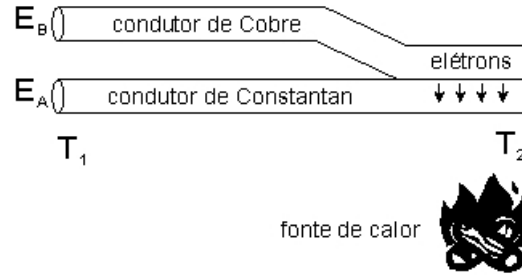 E_B condutor de Cobre
elétrons
E_A condutor de Constantan
T_1
T_2
fonte de calor